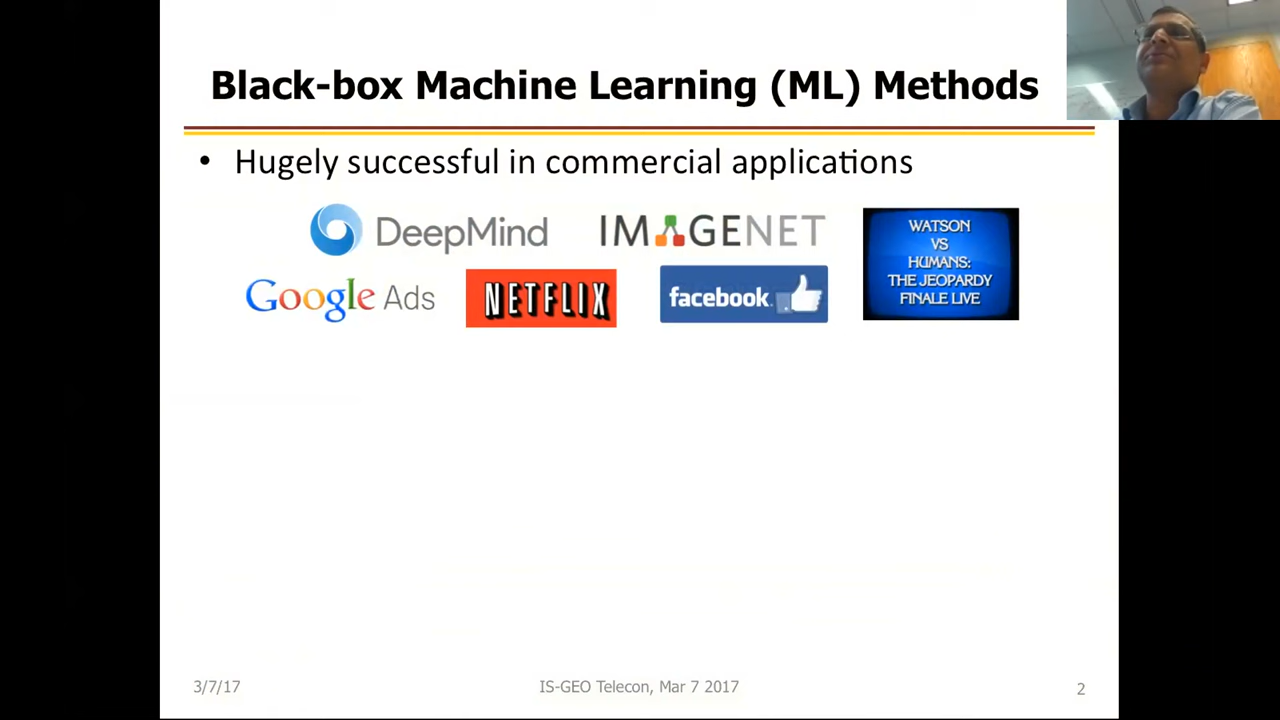 Black-box Machine Learning (ML) Methods
• Hugely successful in commercial applications
DeepMind
IMAGENET
WATSON
VS
HUMANS:
THE JEOPARDY
FINALE LIVE
Google Ads
NETFLIX
facebook
3/7/17
IS-GEO Telecon, Mar 7 2017
2